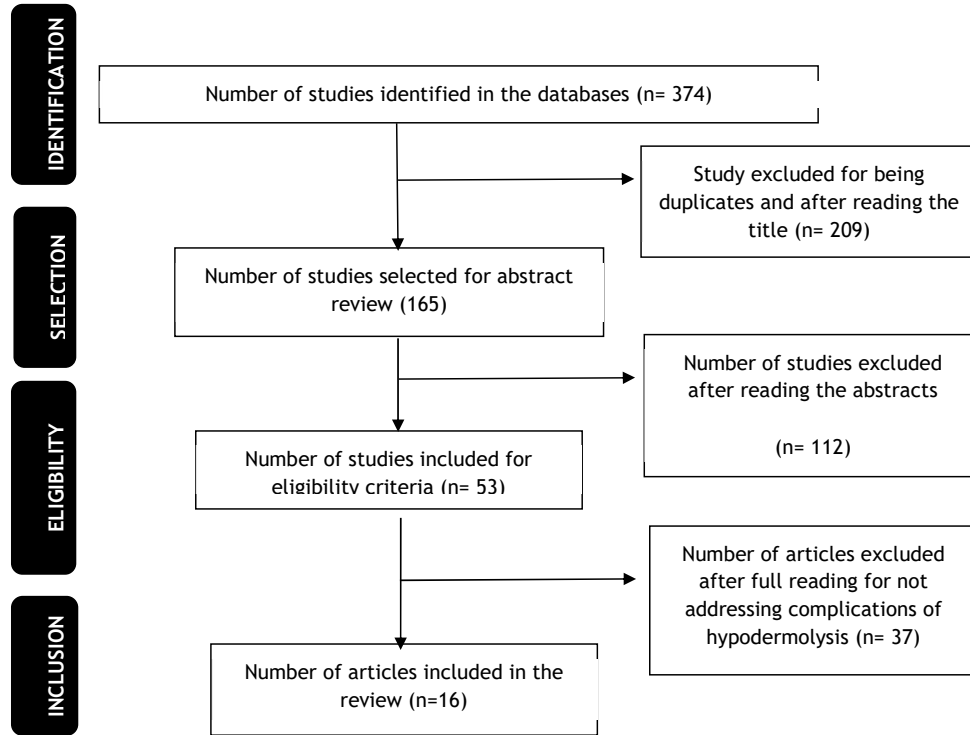 IDENTIFICATION
Number of studies identified in the databases (n= 374)
Study excluded for being
duplicates and after reading the
title (n= 209)
SELECTION
Number of studies selected for abstract
review (165)
Number of studies excluded
after reading the abstracts
(n= 112)
ELIGIBILITY
Number of studies included for
eligibility criteria (n= 53)
Number of articles excluded
after full reading for not
addressing complications of
hypodermolysis (n= 37)
INCLUSION
Number of articles included in the
review (n=16)